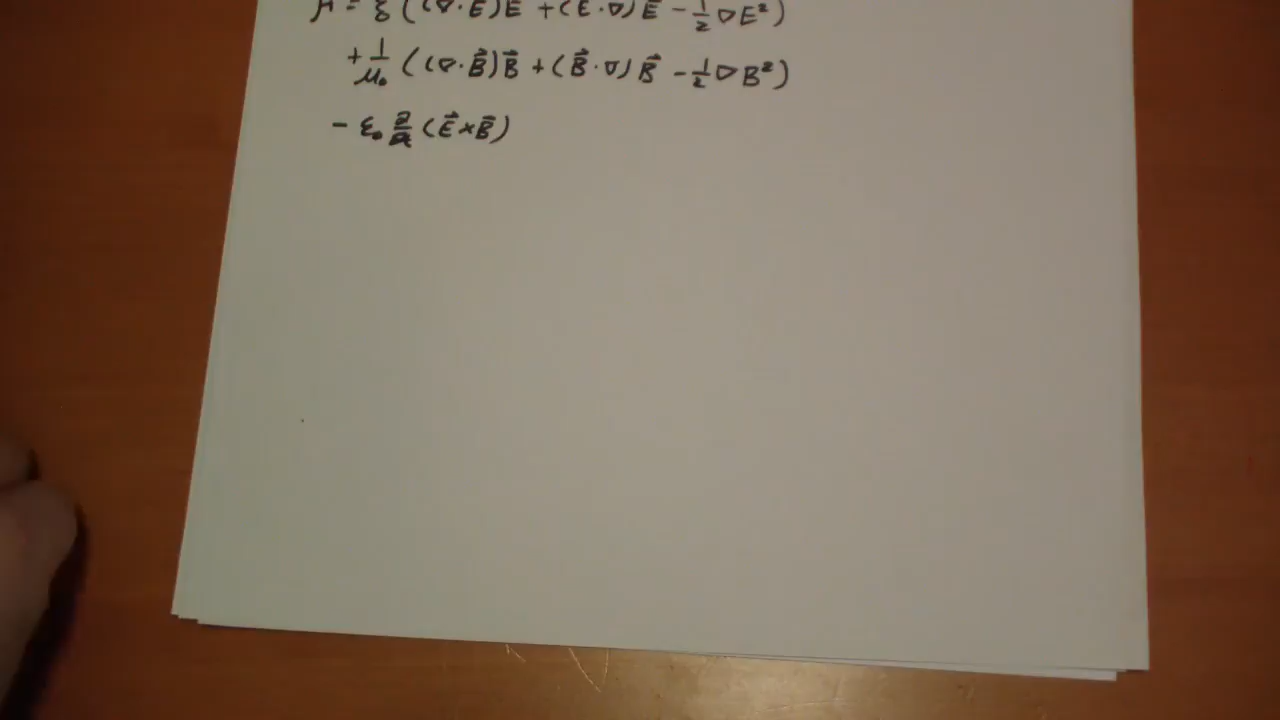 = ε₀ ((∇·E)E + (E·∇)E - 1/2 ∇E²)
+ 1/μ₀ ((∇·B⃗)B⃗ + (B⃗·∇)B⃗ - 1/2 ∇B²)
- ε₀ ∂/∂t (E⃗×B⃗)